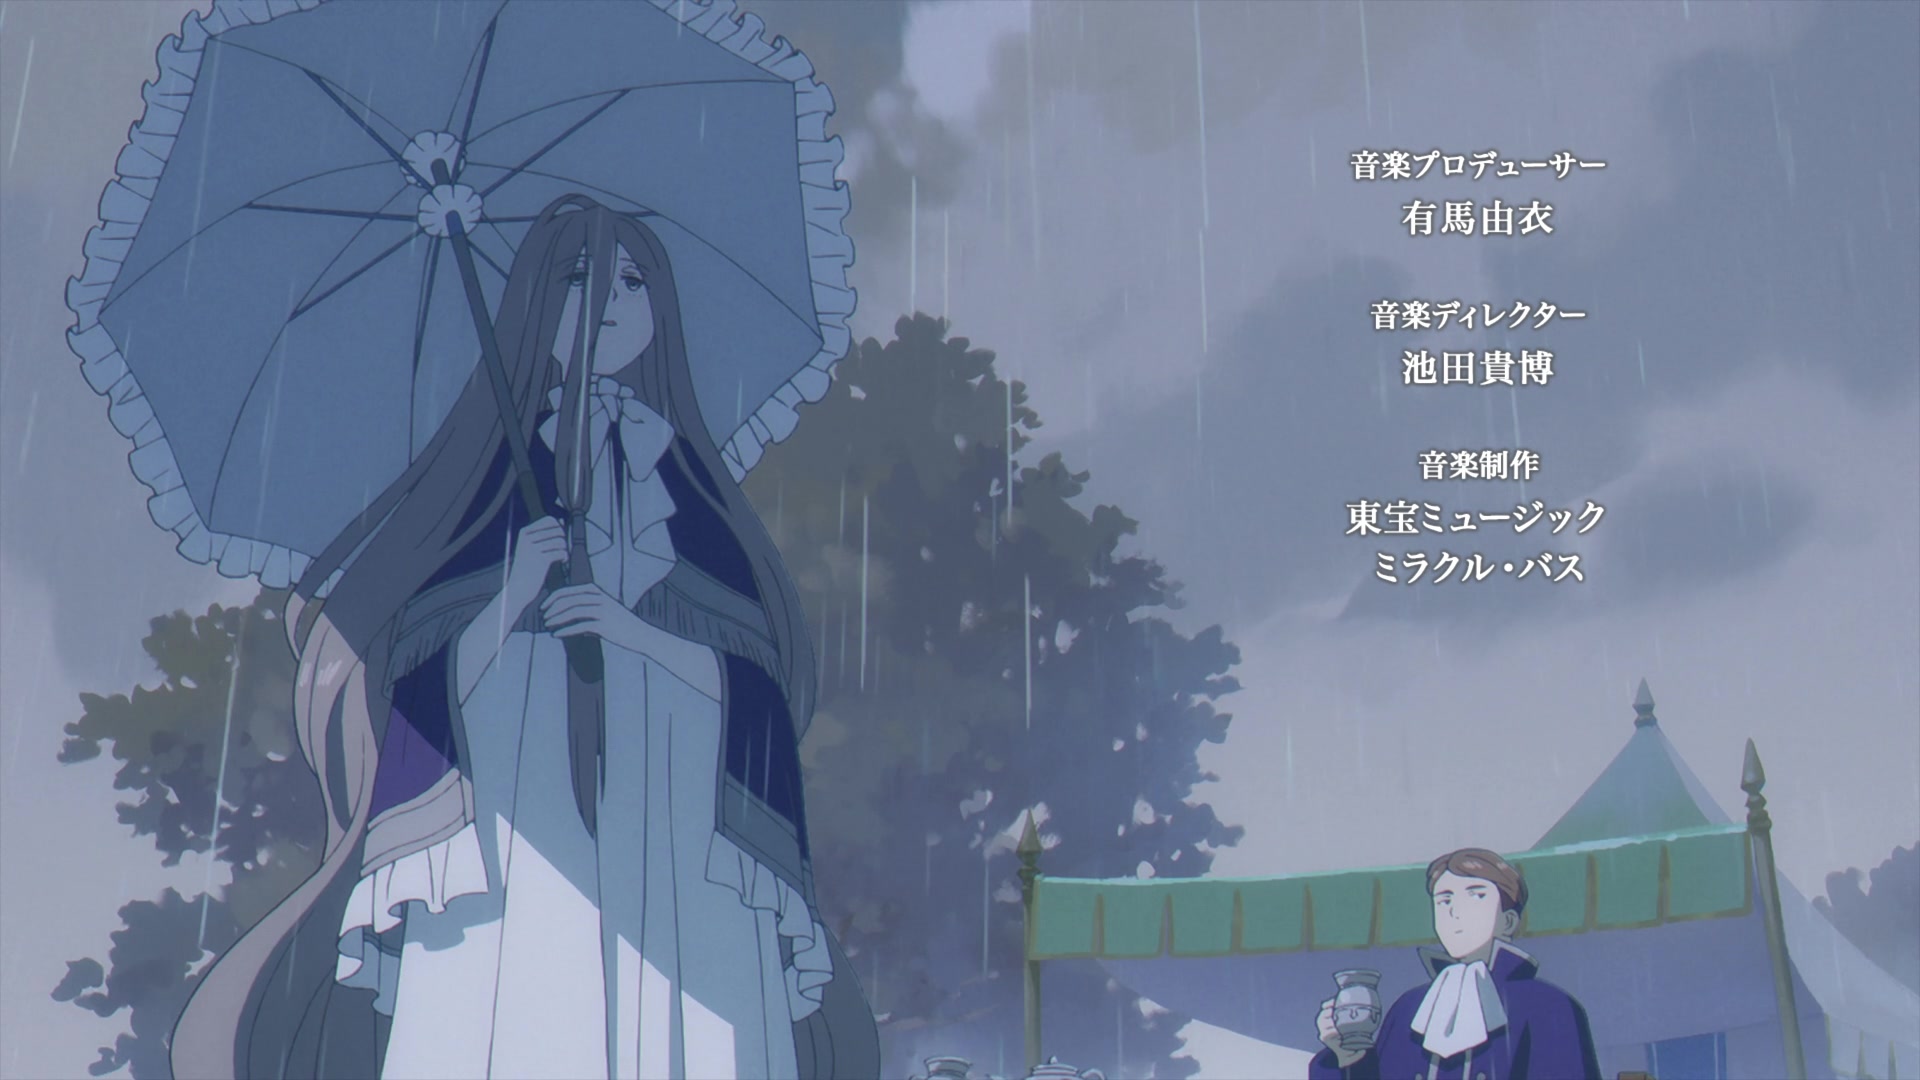 音楽プロデューサー
有馬由衣
音楽ディレクター
池田貴博
音楽制作
東宝ミュージック
ミラクル・バス